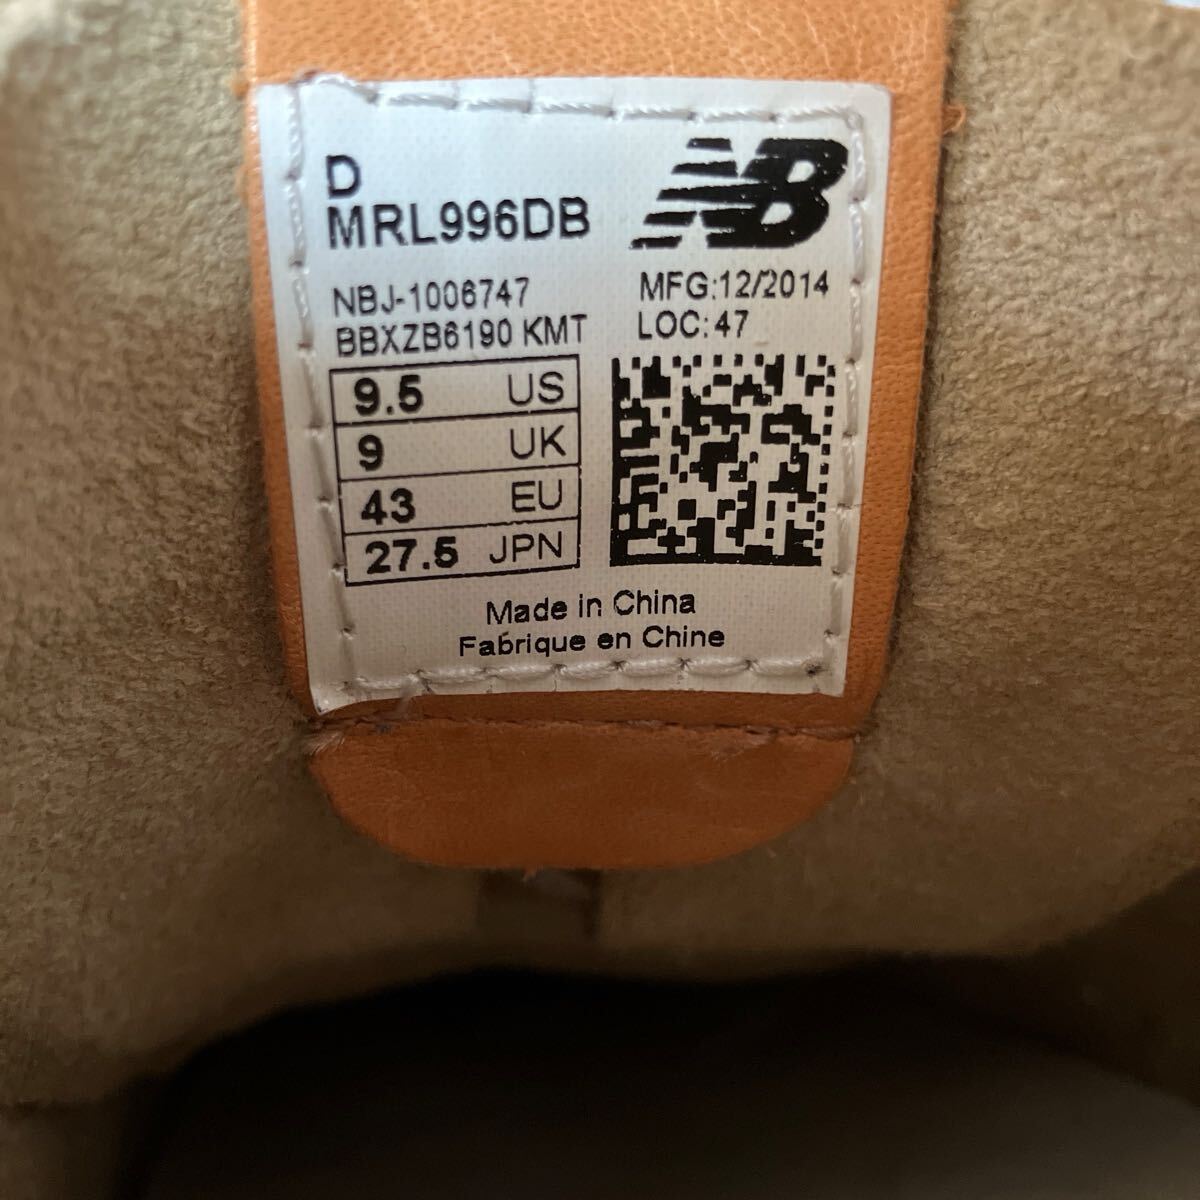 D
MRL996DB
NB
NBJ-1006747
BBXZB6190 KMT
MFG:12/2014
LOC:47
9.5 US
9 UK
43 EU
27.5 JPN
Made in China
Fabrique en Chine